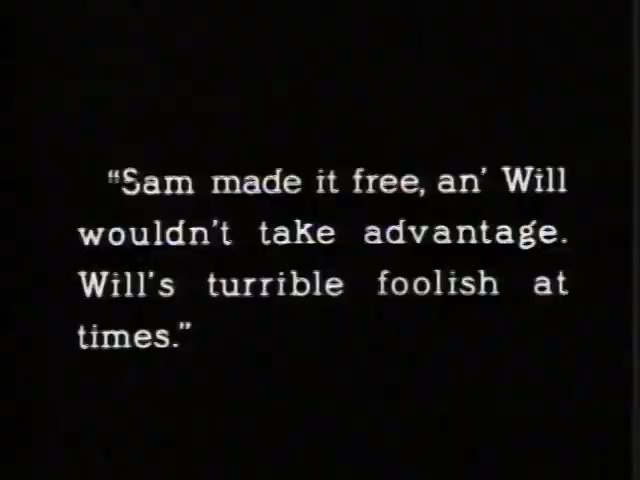 “Sam made it free, an’ Will
wouldn’t take advantage.
Will’s turrible foolish at
times.”